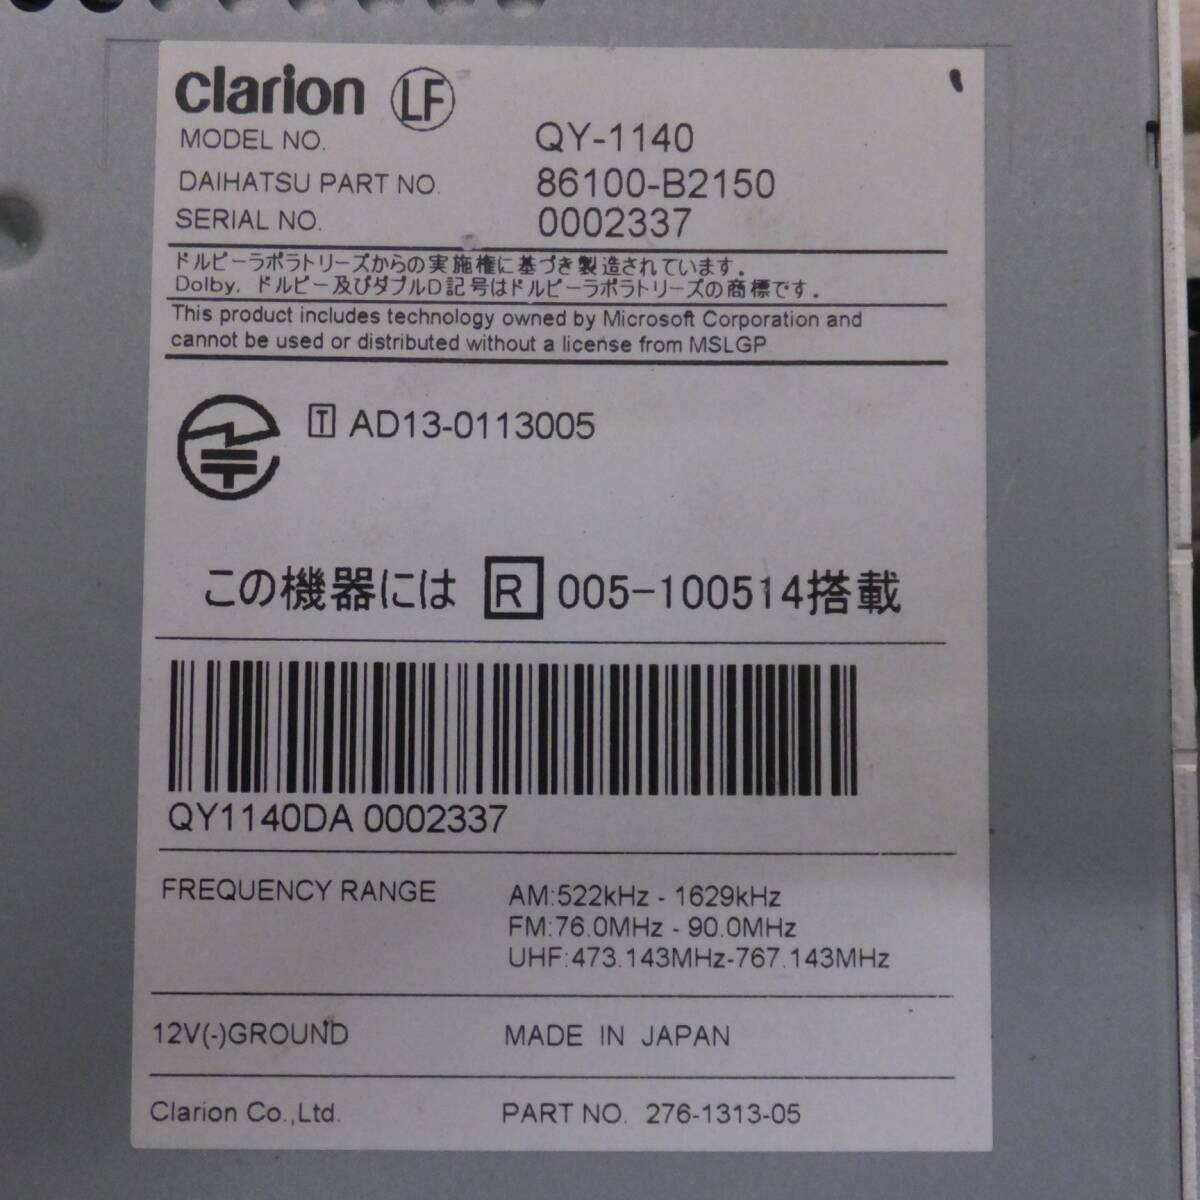 clarion LF
MODEL NO. QY-1140
DAIHATSU PART NO. 86100-B2150
SERIAL NO. 0002337
ドルビーラボラトリーズからの実施権に基づき製造されています.
Dolby, ドルビー及びダブルD記号はドルビーラボラトリーズの商標です.
This product includes technology owned by Microsoft Corporation and
cannot be used or distributed without a license from MSLGP
T AD13-0113005
この機器には R 005-100514搭載
QY1140DA 0002337
FREQUENCY RANGE AM:522kHz - 1629kHz
FM:76.0MHz - 90.0MHz
UHF:473.143MHz-767.143MHz
12V(-)GROUND MADE IN JAPAN
Clarion Co.,Ltd. PART NO. 276-1313-05